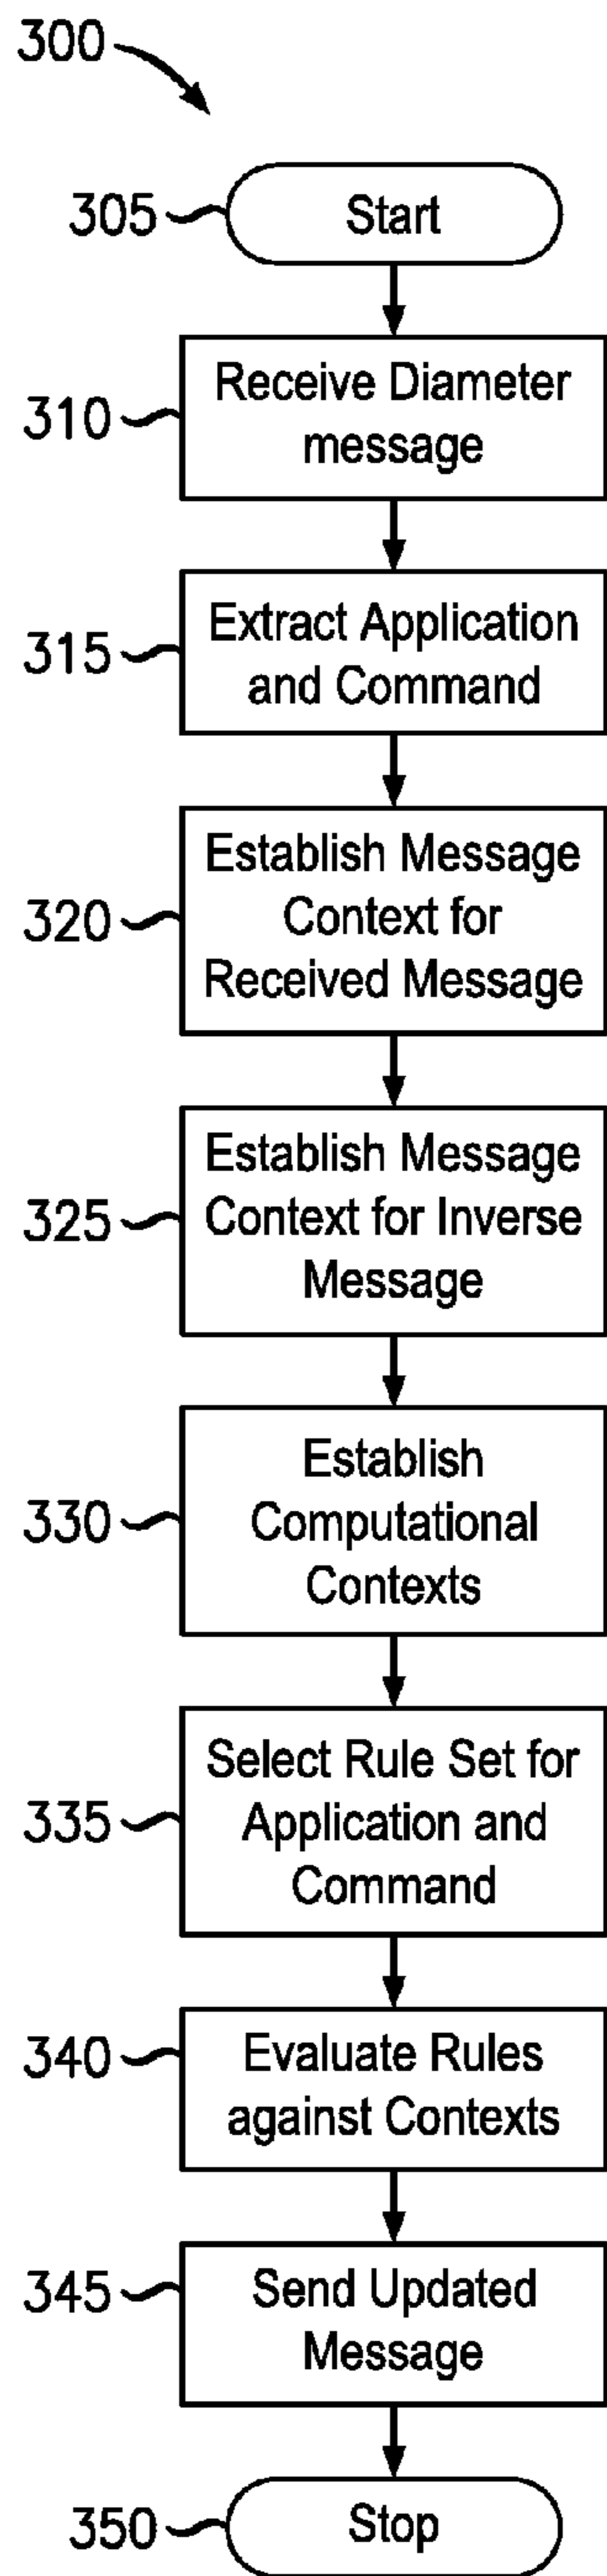 300
305
Start
310
Receive Diameter
message
315
Extract Application
and Command
320
Establish Message
Context for
Received Message
325
Establish Message
Context for Inverse
Message
330
Establish
Computational
Contexts
335
Select Rule Set for
Application and
Command
340
Evaluate Rules
against Contexts
345
Send Updated
Message
350
Stop